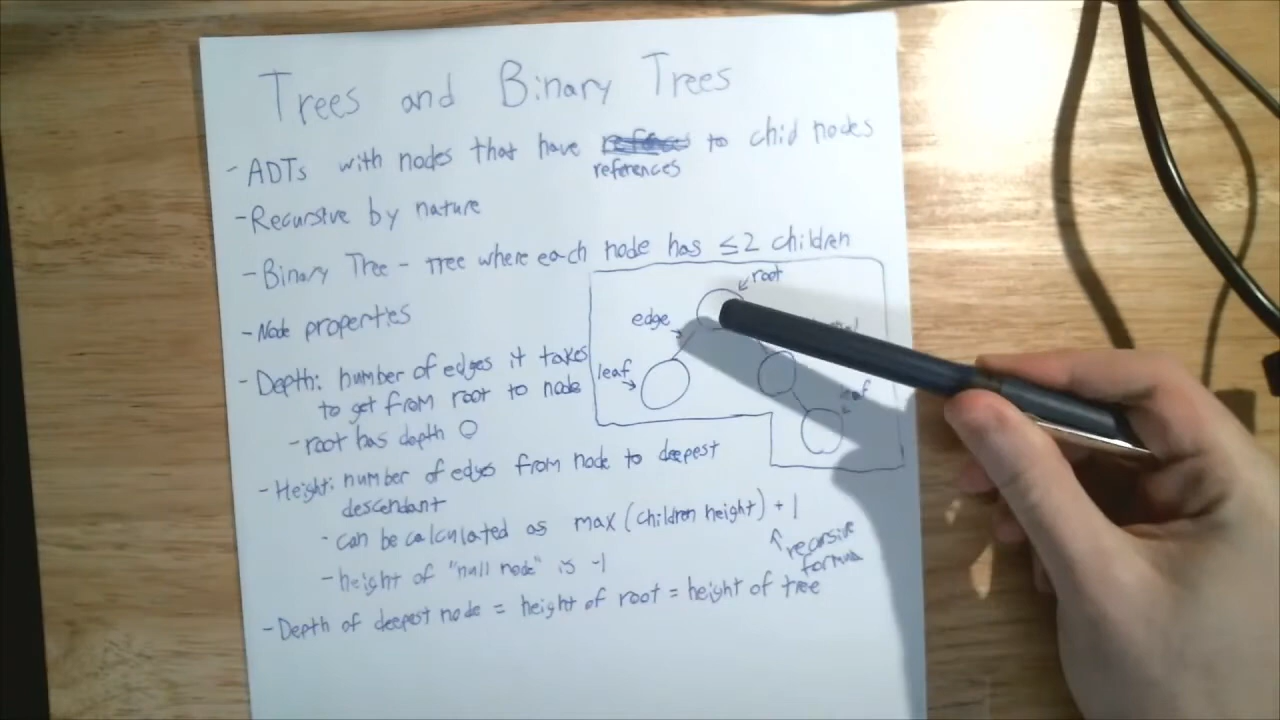 Trees and Binary Trees
- ADTs with nodes that have references to chid nodes
- Recursive by nature
- Binary Tree - tree where each node has ≤2 children
root
- Node properties
edge
- Depth: number of edges it takes
to get from root to node
leaf
- root has depth 0
- Height: number of edges from node to deepest
descendant
- can be calculated as max (children height) + 1
recursive
formula
- height of "null node" is -1
- Depth of deepest node = height of root = height of tree